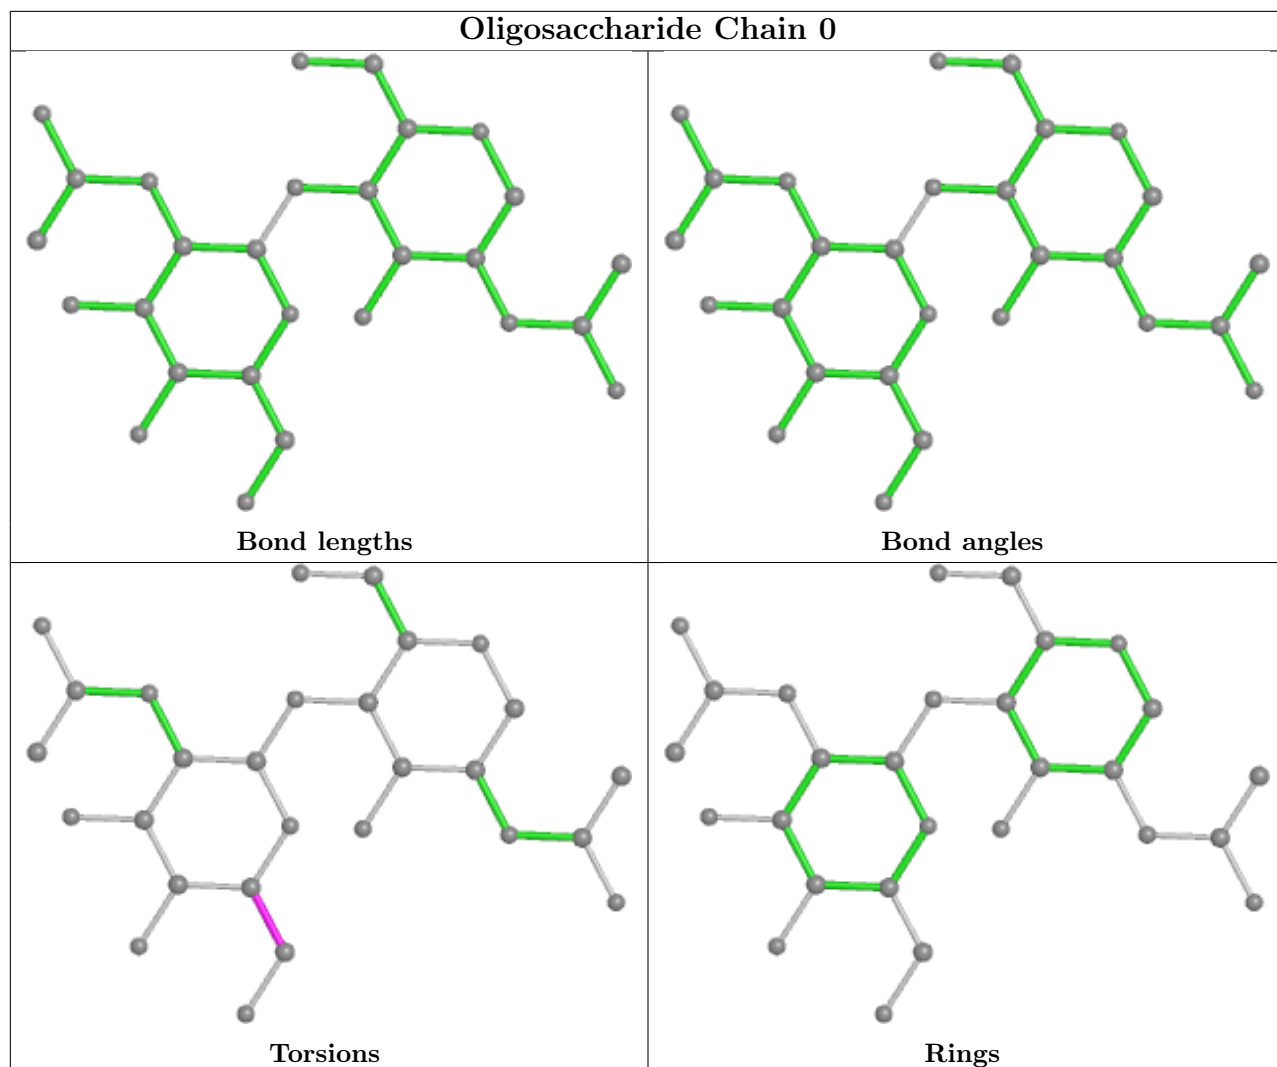 Oligosaccharide Chain 0
Bond lengths
Bond angles
Torsions
Rings